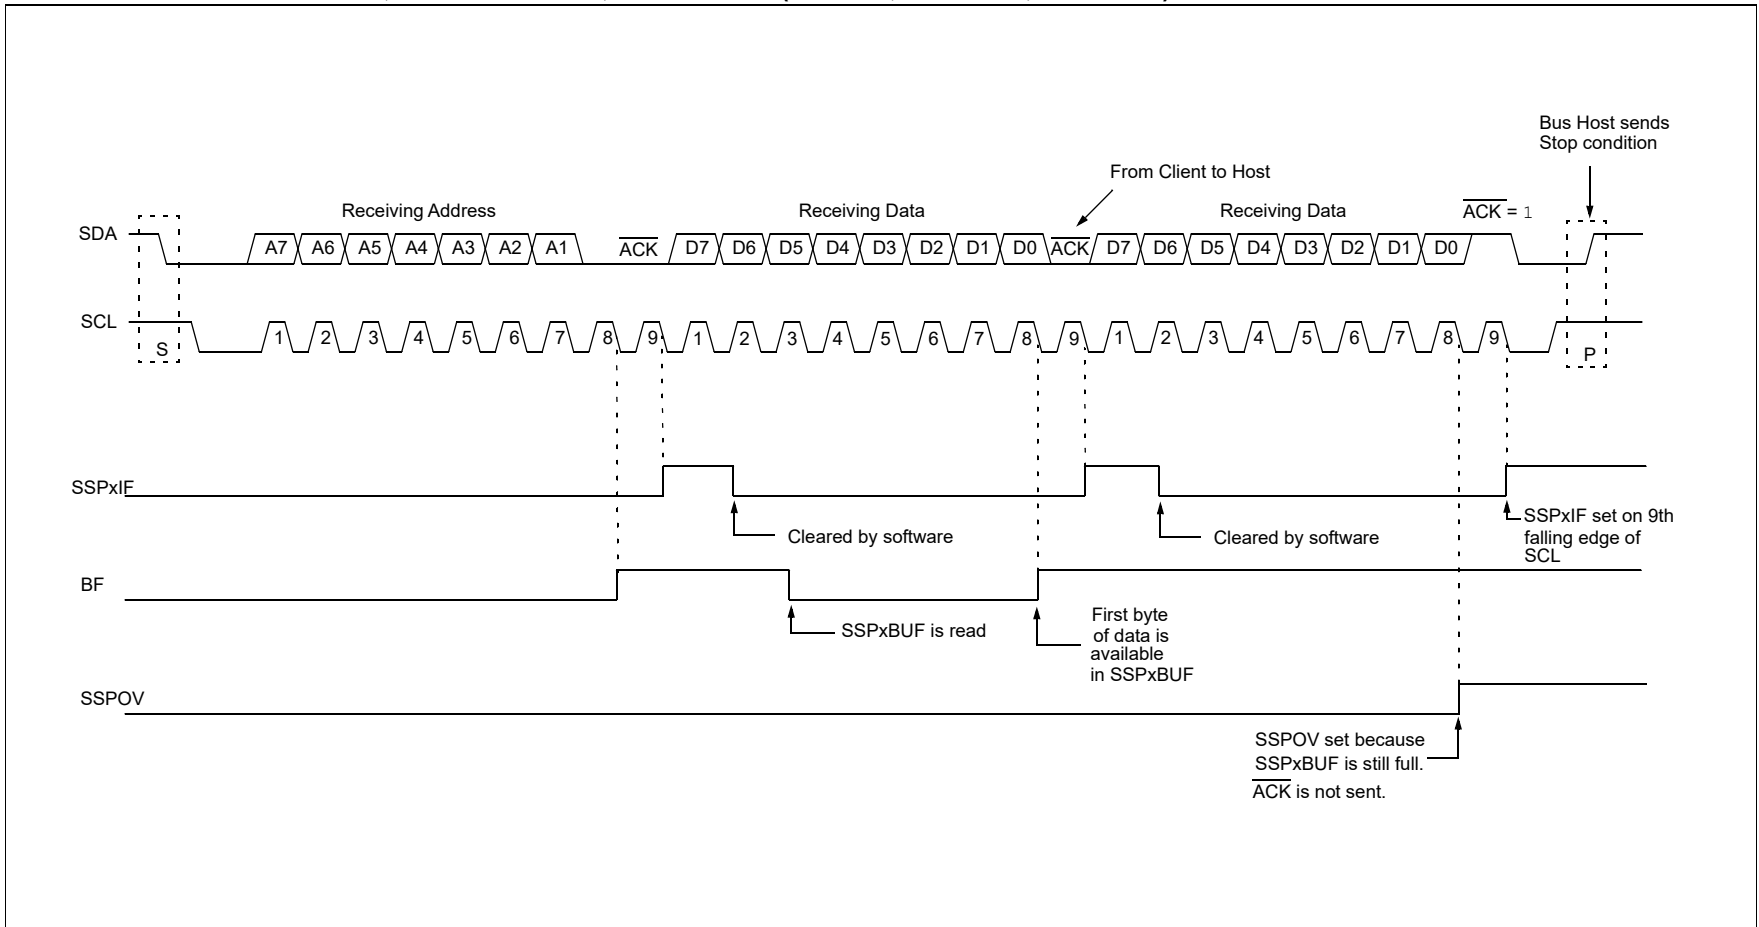 Bus Host sends
Stop condition
From Client to Host
Receiving Address
Receiving Data
Receiving Data
ACK = 1
SDA
A7 A6 A5 A4 A3 A2 A1 ACK D7 D6 D5 D4 D3 D2 D1 D0 ACK D7 D6 D5 D4 D3 D2 D1 D0
SCL
S
1 2 3 4 5 6 7 8 9 1 2 3 4 5 6 7 8 9 1 2 3 4 5 6 7 8 9
P
SSPxIF
Cleared by software
Cleared by software
SSPxIF set on 9th
falling edge of
SCL
BF
SSPxBUF is read
First byte
of data is
available
in SSPxBUF
SSPOV
SSPOV set because
SSPxBUF is still full.
ACK is not sent.